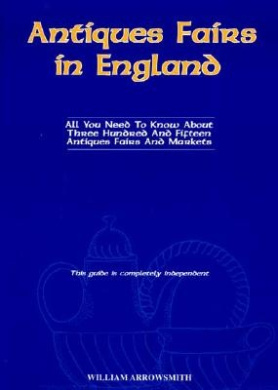 Antiques Fairs
in England
All You Need To Know About
Three Hundred And Fifteen
Antiques Fairs And Markets
This guide is completely independent
WILLIAM ARROWSMITH